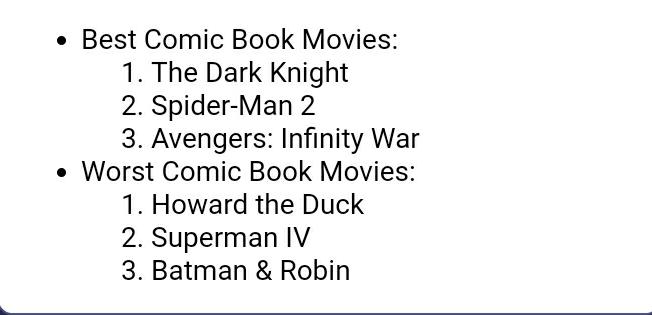 • Best Comic Book Movies:
1. The Dark Knight
2. Spider-Man 2
3. Avengers: Infinity War
• Worst Comic Book Movies:
1. Howard the Duck
2. Superman IV
3. Batman & Robin